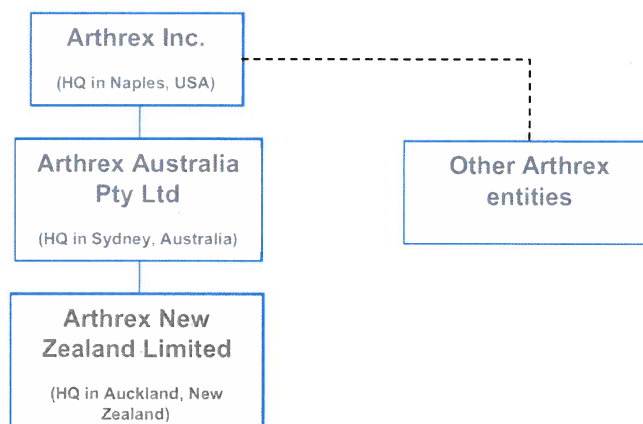 Arthrex Inc.
(HQ in Naples, USA)
Arthrex Australia
Pty Ltd
(HQ in Sydney, Australia)
Other Arthrex
entities
Arthrex New
Zealand Limited
(HQ in Auckland, New
Zealand)